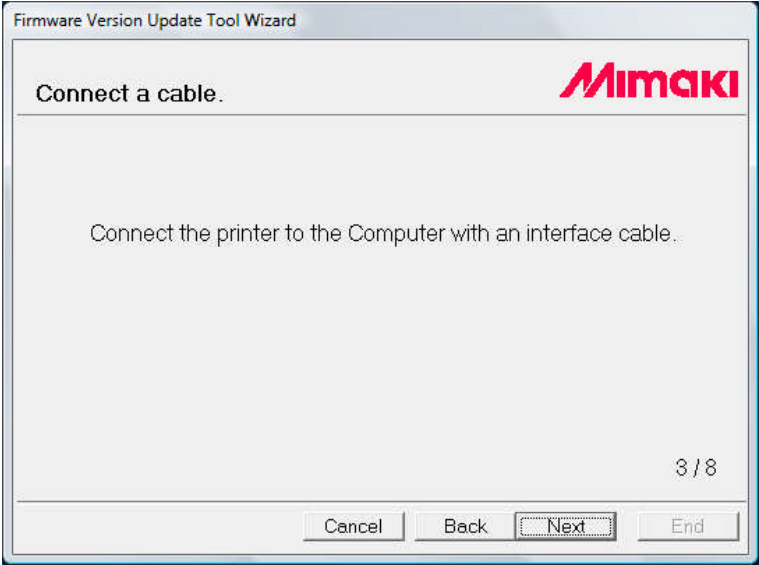 Firmware Version Update Tool Wizard
Connect a cable.
Mimaki
Connect the printer to the Computer with an interface cable.
3 / 8
Cancel Back Next End